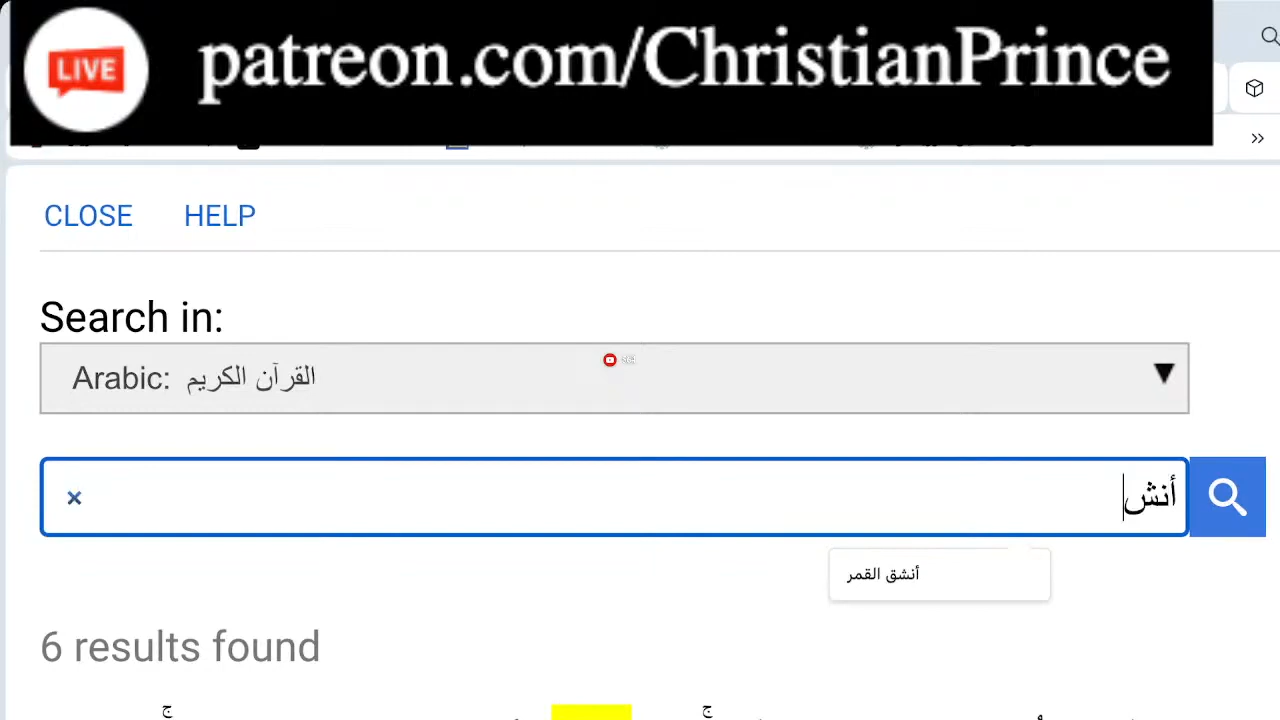 LIVE
patreon.com/ChristianPrince
CLOSE HELP
Search in:
Arabic: القرآن الكريم
أنش
أنشق القمر
6 results found